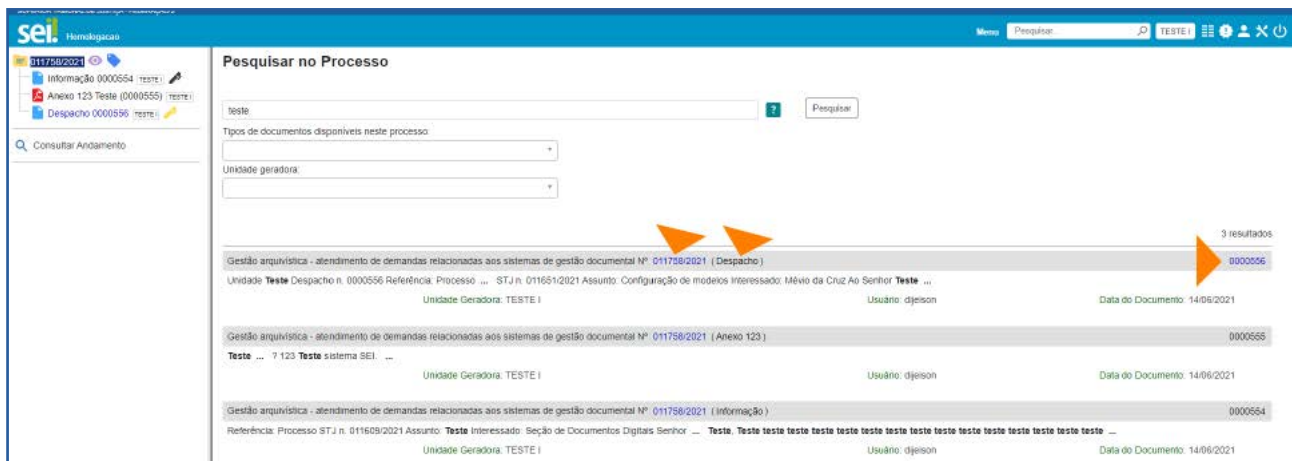 sei! Homologacao
Menu Pesquisar TESTE I
011758/2021
Informação 0000554 TESTE I
Anexo 123 Teste (0000555) TESTE I
Despacho 0000556 TESTE I
Consultar Andamento
Pesquisar no Processo
teste ? Pesquisar
Tipos de documentos disponíveis neste processo:
Unidade geradora:
3 resultados
Gestão arquivística - atendimento de demandas relacionadas aos sistemas de gestão documental Nº 011758/2021 ( Despacho ) 0000556
Unidade Teste Despacho n. 0000556 Referência: Processo ... STJ n. 011651/2021 Assunto: Configuração de modelos Interessado: Mévio da Cruz Ao Senhor Teste ...
Unidade Geradora: TESTE I Usuário: dijeison Data do Documento: 14/06/2021
Gestão arquivística - atendimento de demandas relacionadas aos sistemas de gestão documental Nº 011758/2021 ( Anexo 123 ) 0000555
Teste ... ? 123 Teste sistema SEI. ...
Unidade Geradora: TESTE I Usuário: dijeison Data do Documento: 14/06/2021
Gestão arquivística - atendimento de demandas relacionadas aos sistemas de gestão documental Nº 011758/2021 ( Informação ) 0000554
Referência: Processo STJ n. 011609/2021 Assunto: Teste Interessado: Seção de Documentos Digitais Senhor ... Teste, Teste teste teste teste teste teste teste teste teste teste teste teste teste teste teste teste ...
Unidade Geradora: TESTE I Usuário: dijeison Data do Documento: 14/06/2021